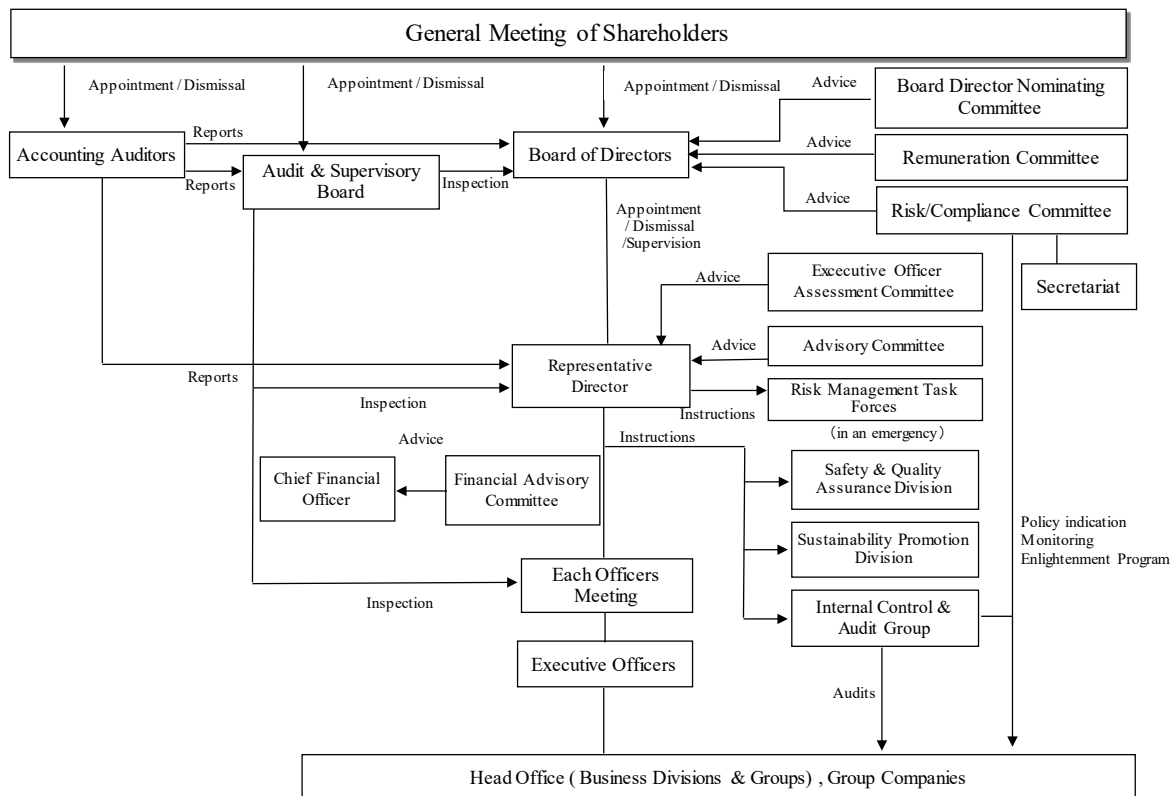 General Meeting of Shareholders
Appointment / Dismissal
Appointment / Dismissal
Appointment / Dismissal
Advice
Board Director Nominating
Committee
Accounting Auditors
Reports
Reports
Audit & Supervisory
Board
Inspection
Board of Directors
Advice
Remuneration Committee
Advice
Risk/Compliance Committee
Appointment
/ Dismissal
/Supervision
Secretariat
Advice
Excecutive Officer
Assessment Committee
Advice
Advisory Committee
Reports
Representative
Director
Inspection
Instructions
Risk Management Task
Forces
(in an emergency)
Advice
Instructions
Chief Financial
Officer
Financial Advisory
Committee
Safety & Quality
Assurance Division
Policy indication
Monitoring
Enlightenment Program
Sustainability Promotion
Division
Each Officers
Meeting
Inspection
Internal Control &
Audit Group
Executive Officers
Audits
Head Office ( Business Divisions & Groups) , Group Companies